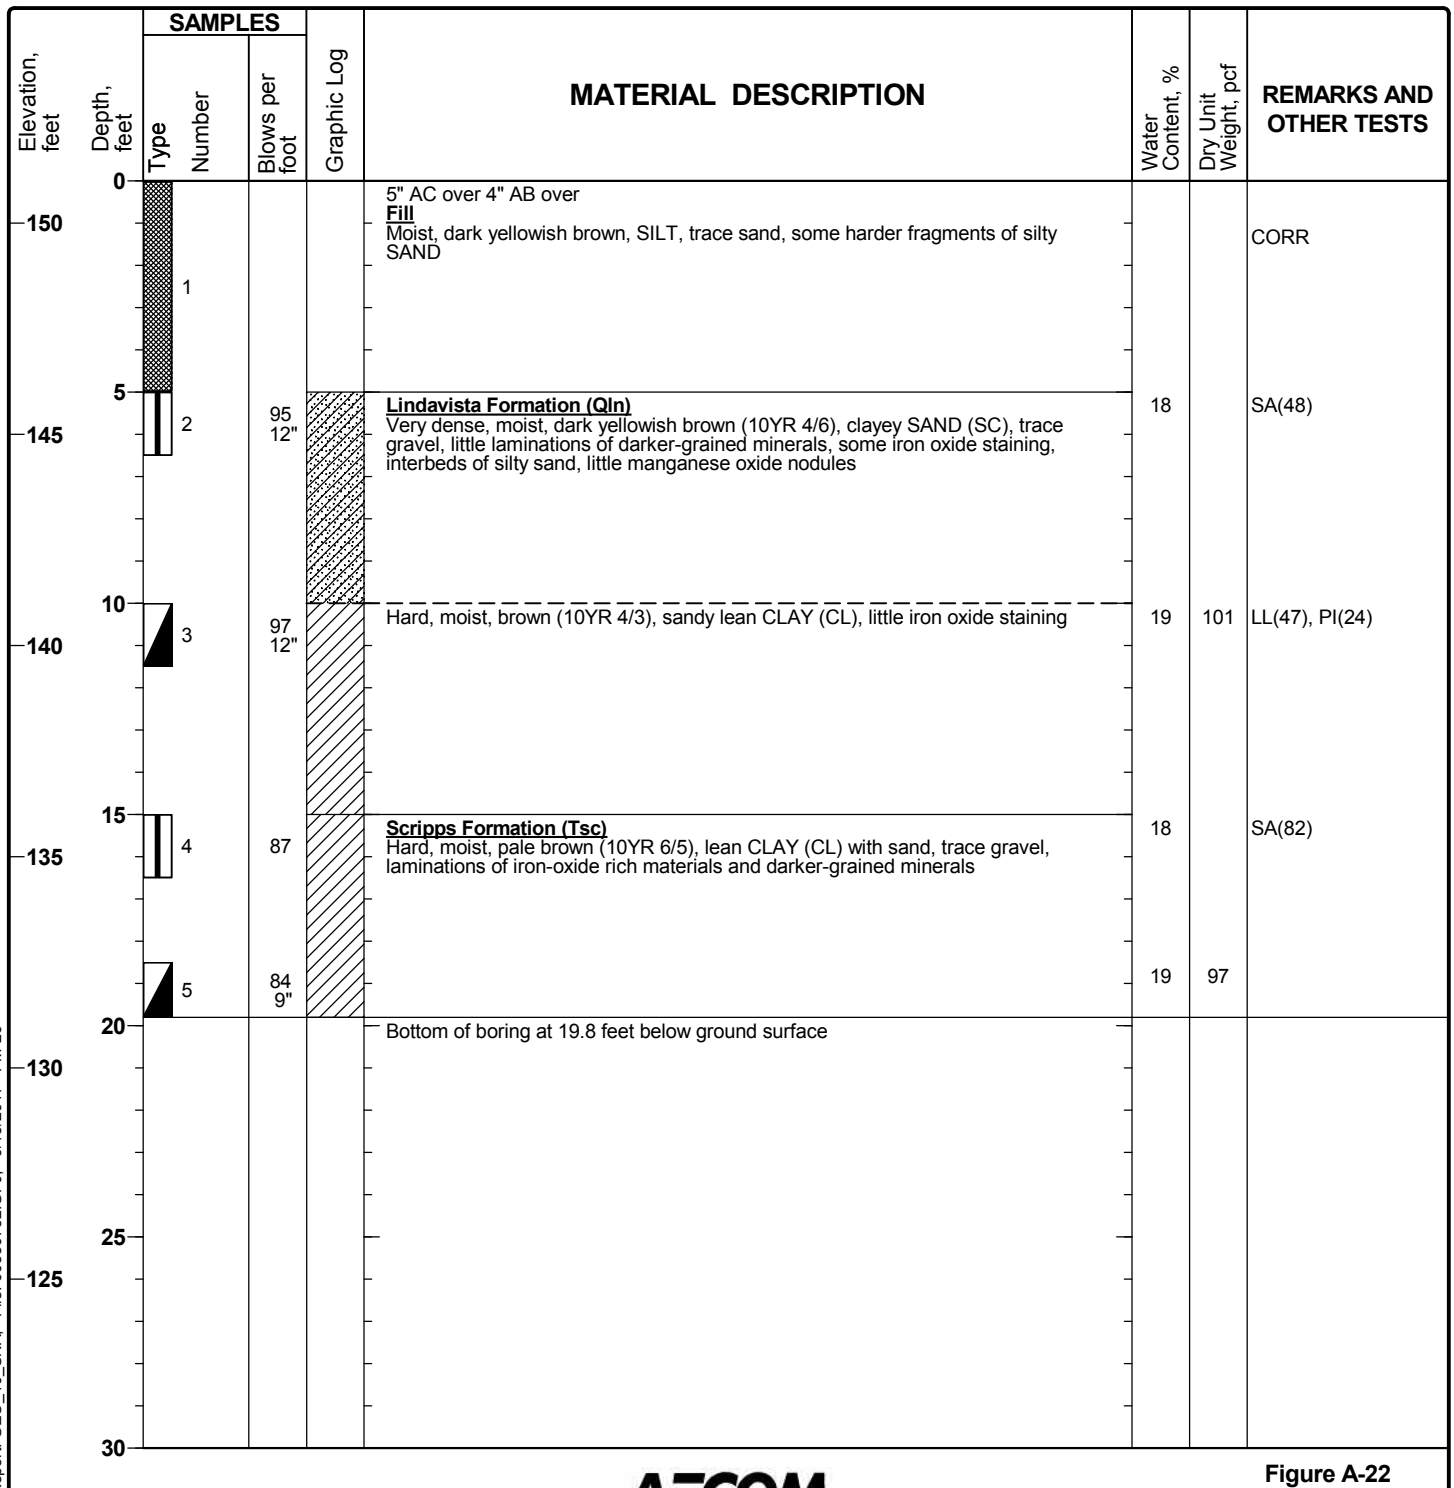 SAMPLES
Elevation, feet
Depth, feet
Type
Number
Blows per foot
Graphic Log
MATERIAL DESCRIPTION
Water Content, %
Dry Unit Weight, pcf
REMARKS AND
OTHER TESTS
0
5" AC over 4" AB over
150
Fill
Moist, dark yellowish brown, SILT, trace sand, some harder fragments of silty
SAND
CORR
1
5
2
95
12"
Lindavista Formation (Qln)
Very dense, moist, dark yellowish brown (10YR 4/6), clayey SAND (SC), trace
gravel, little laminations of darker-grained minerals, some iron oxide staining,
interbeds of silty sand, little manganese oxide nodules
18
SA(48)
145
10
3
97
12"
Hard, moist, brown (10YR 4/3), sandy lean CLAY (CL), little iron oxide staining
19
101
LL(47), PI(24)
140
15
4
87
Scripps Formation (Tsc)
Hard, moist, pale brown (10YR 6/5), lean CLAY (CL) with sand, trace gravel,
laminations of iron-oxide rich materials and darker-grained minerals
18
SA(82)
135
5
84
9"
19
97
20
Bottom of boring at 19.8 feet below ground surface
130
25
125
30
AECOM
Figure A-22